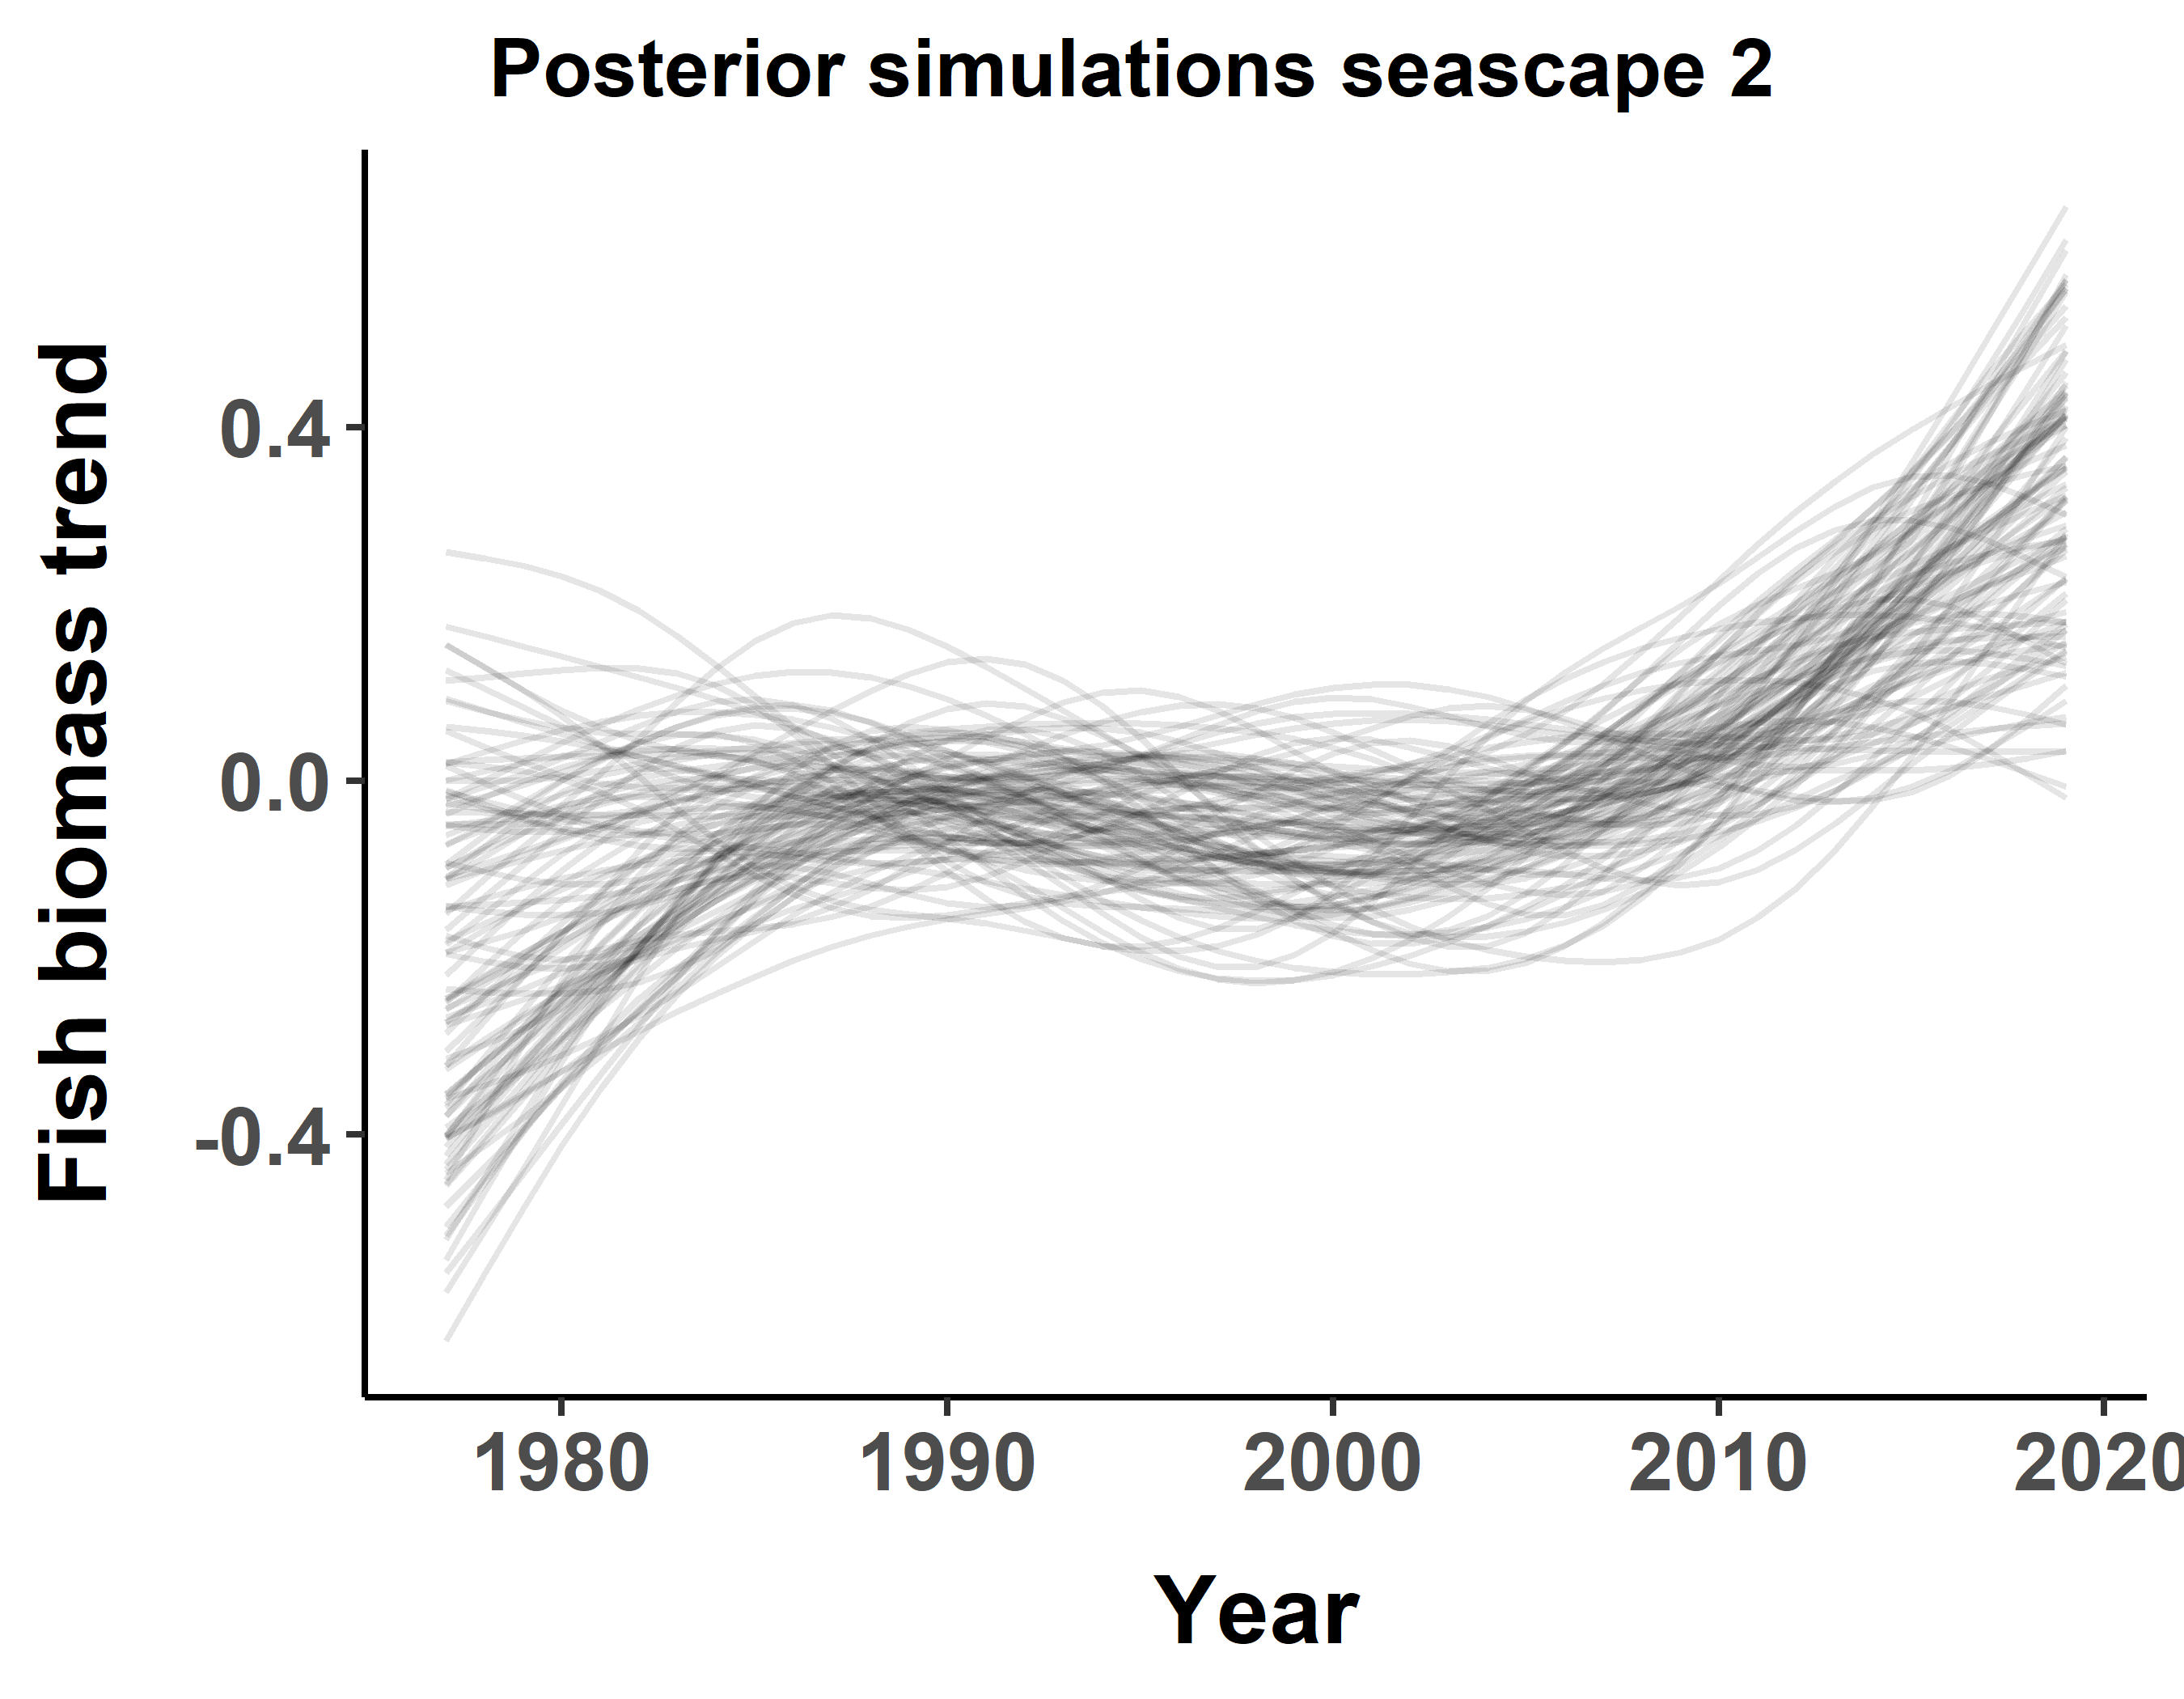 Posterior simulations seascape 2
Fish biomass trend
0.4
0.0
-0.4
1980 1990 2000 2010 2020
Year